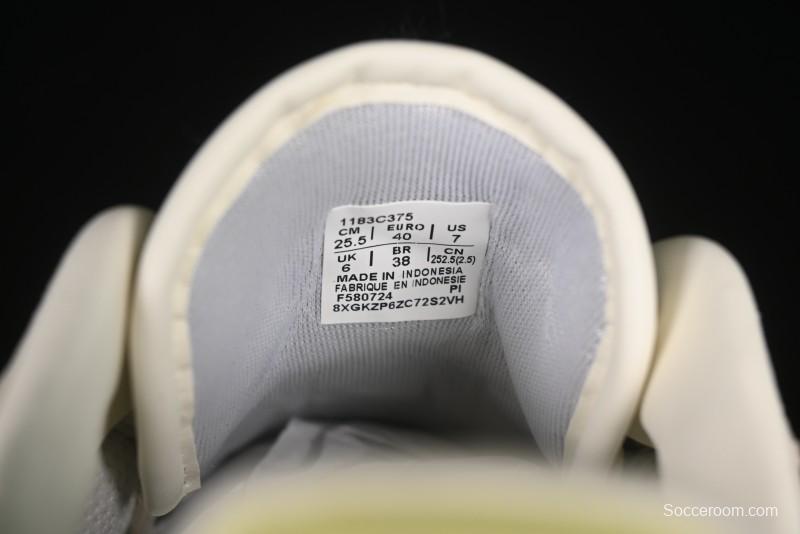 1183C375
CM | EURO | US
25.5 | 40 | 7
UK | BR | CN
6 | 38 | 252.5(2.5)
MADE IN INDONESIA
FABRIQUE EN INDONESIE
F580724 PI
8XGKZP6ZC72S2VH
Socceroom.com